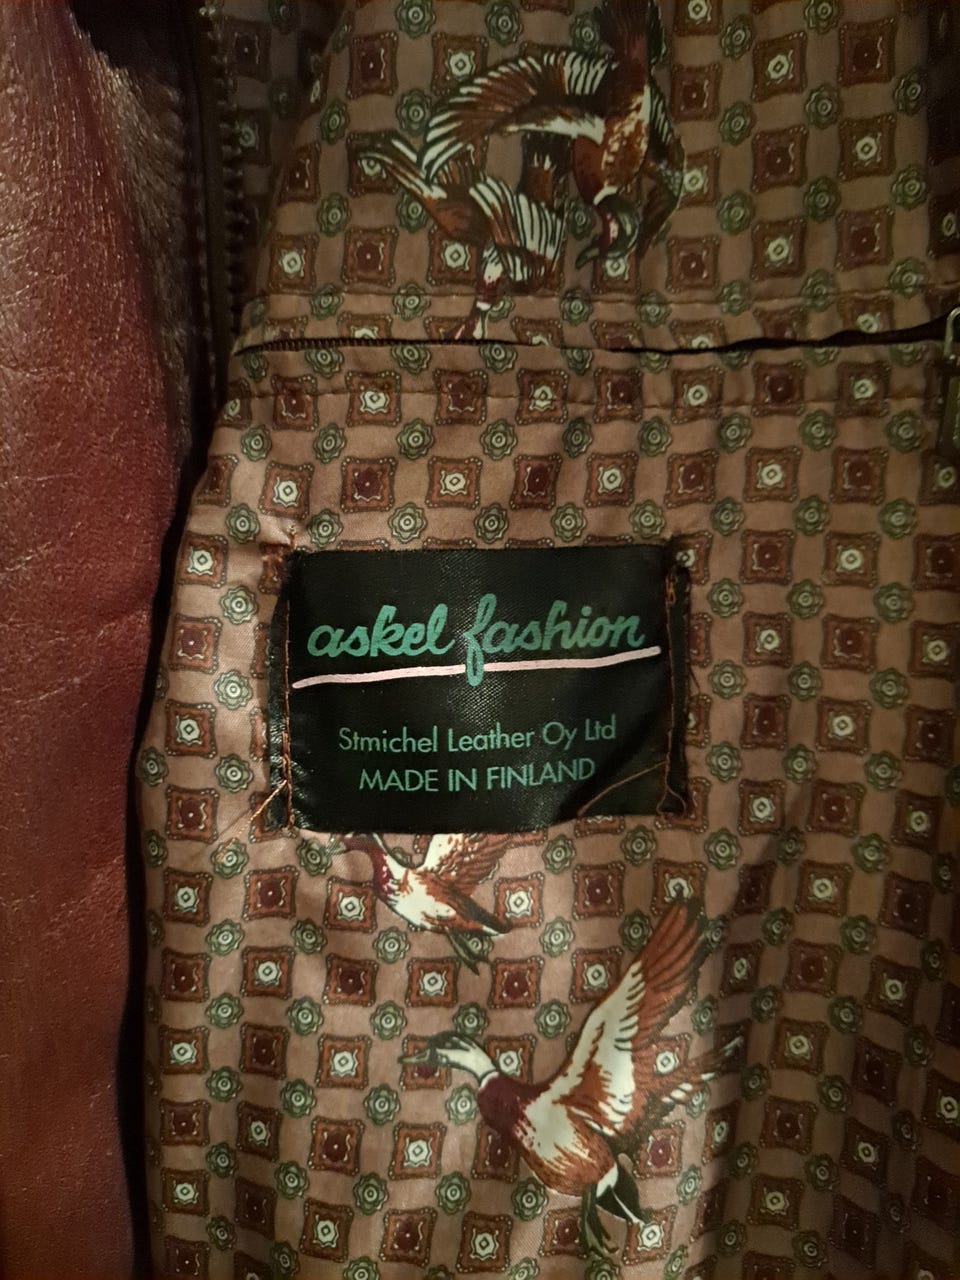 askel fashion
Stmichel Leather Oy Ltd
MADE IN FINLAND